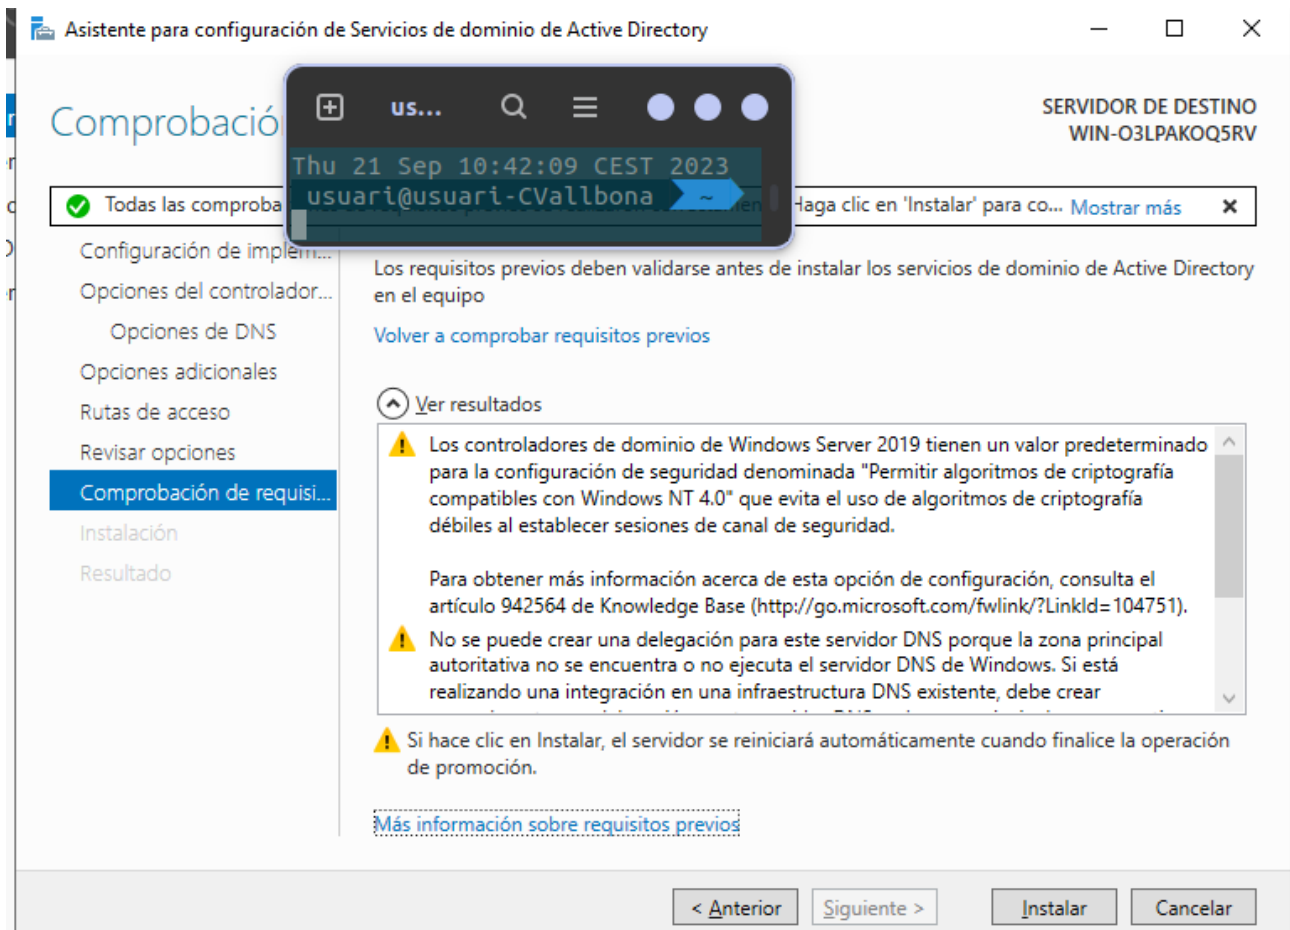 Asistente para configuración de Servicios de dominio de Active Directory
us...
Comprobació
SERVIDOR DE DESTINO
WIN-O3LPAKOQ5RV
Thu 21 Sep 10:42:09 CEST 2023
usuari@usuari-CVallbona ~
Todas las comproba
Haga clic en 'Instalar' para co... Mostrar más
Configuración de implem...
Opciones del controlador...
Opciones de DNS
Opciones adicionales
Rutas de acceso
Revisar opciones
Comprobación de requisi...
Instalación
Resultado
Los requisitos previos deben validarse antes de instalar los servicios de dominio de Active Directory
en el equipo
Volver a comprobar requisitos previos
Ver resultados
Los controladores de dominio de Windows Server 2019 tienen un valor predeterminado
para la configuración de seguridad denominada "Permitir algoritmos de criptografía
compatibles con Windows NT 4.0" que evita el uso de algoritmos de criptografía
débiles al establecer sesiones de canal de seguridad.
Para obtener más información acerca de esta opción de configuración, consulta el
artículo 942564 de Knowledge Base (http://go.microsoft.com/fwlink/?LinkId=104751).
No se puede crear una delegación para este servidor DNS porque la zona principal
autoritativa no se encuentra o no ejecuta el servidor DNS de Windows. Si está
realizando una integración en una infraestructura DNS existente, debe crear
Si hace clic en Instalar, el servidor se reiniciará automáticamente cuando finalice la operación
de promoción.
Más información sobre requisitos previos
< Anterior
Siguiente >
Instalar
Cancelar